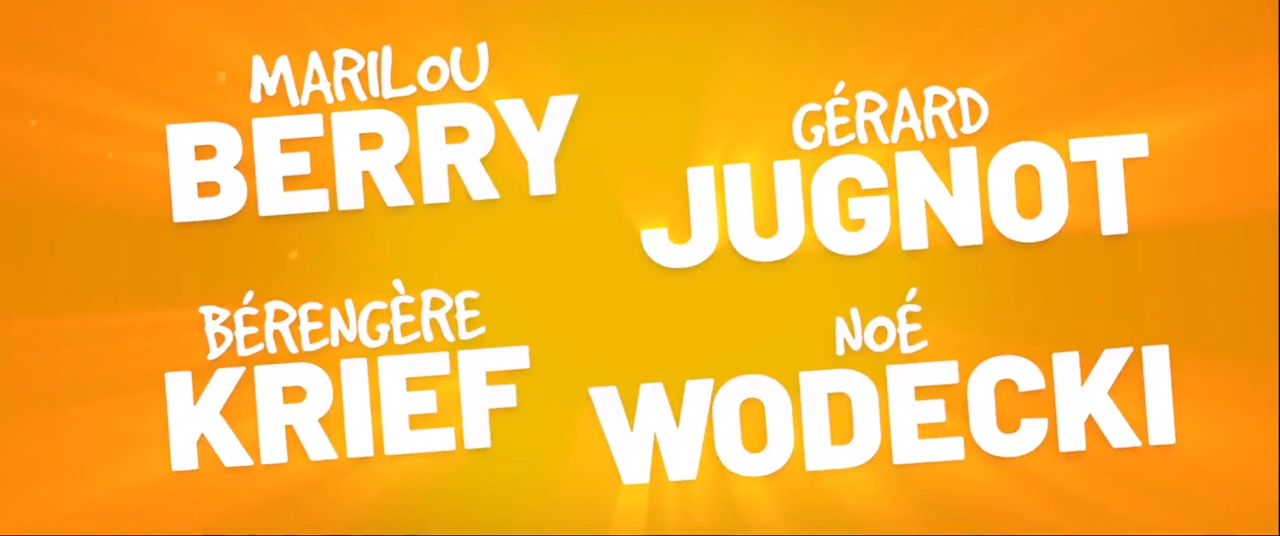 MARILOU
BERRY
GÉRARD
JUGNOT
BÉRENGÈRE
KRIEF
NOÉ
WODECKI